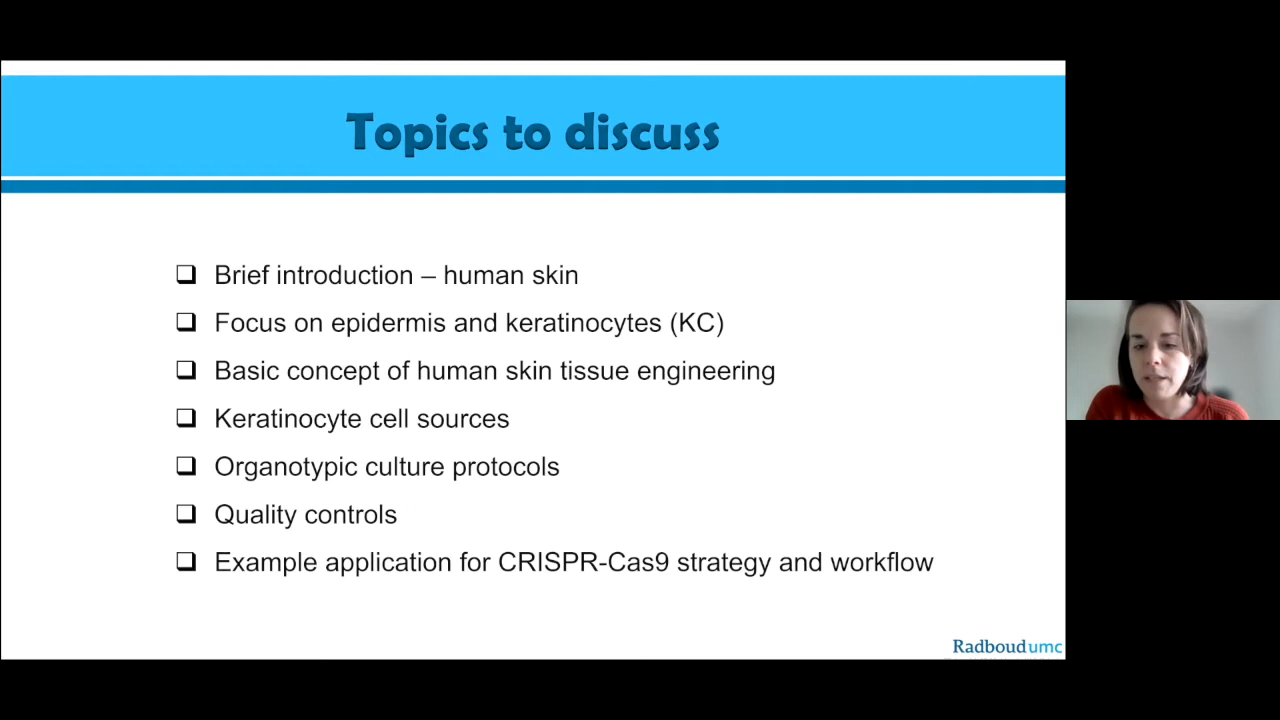 Topics to discuss
Brief introduction – human skin
Focus on epidermis and keratinocytes (KC)
Basic concept of human skin tissue engineering
Keratinocyte cell sources
Organotypic culture protocols
Quality controls
Example application for CRISPR-Cas9 strategy and workflow
Radboudumc